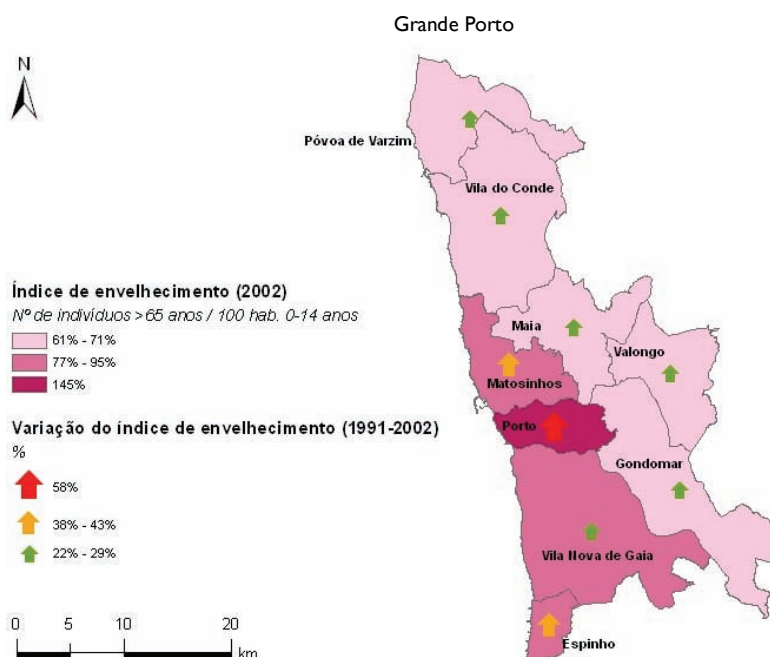 Grande Porto
N
Póvoa de Varzim
Vila do Conde
Índice de envelhecimento (2002)
Nº de indivíduos >65 anos / 100 hab. 0-14 anos
61% - 71%
77% - 95%
145%
Maia
Valongo
Matosinhos
Variação do índice de envelhecimento (1991-2002)
%
58%
38% - 43%
22% - 29%
Porto
Gondomar
Vila Nova de Gaia
Espinho
0 5 10 20
km